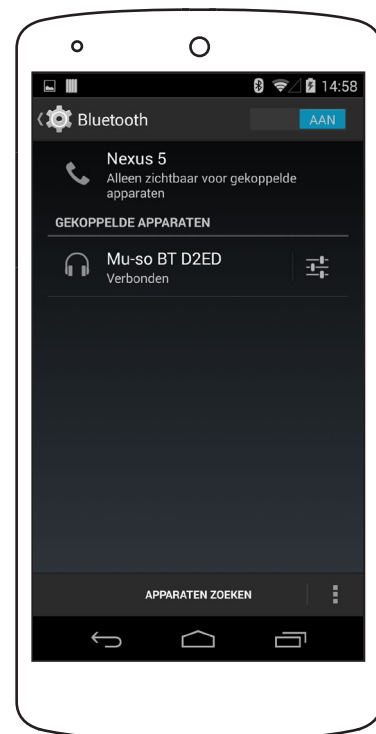 14:58
Bluetooth
AAN
Nexus 5
Alleen zichtbaar voor gekoppelde
apparaten
GEKOPPELDE APPARATEN
Mu-so BT D2ED
Verbonden
APPARATEN ZOEKEN